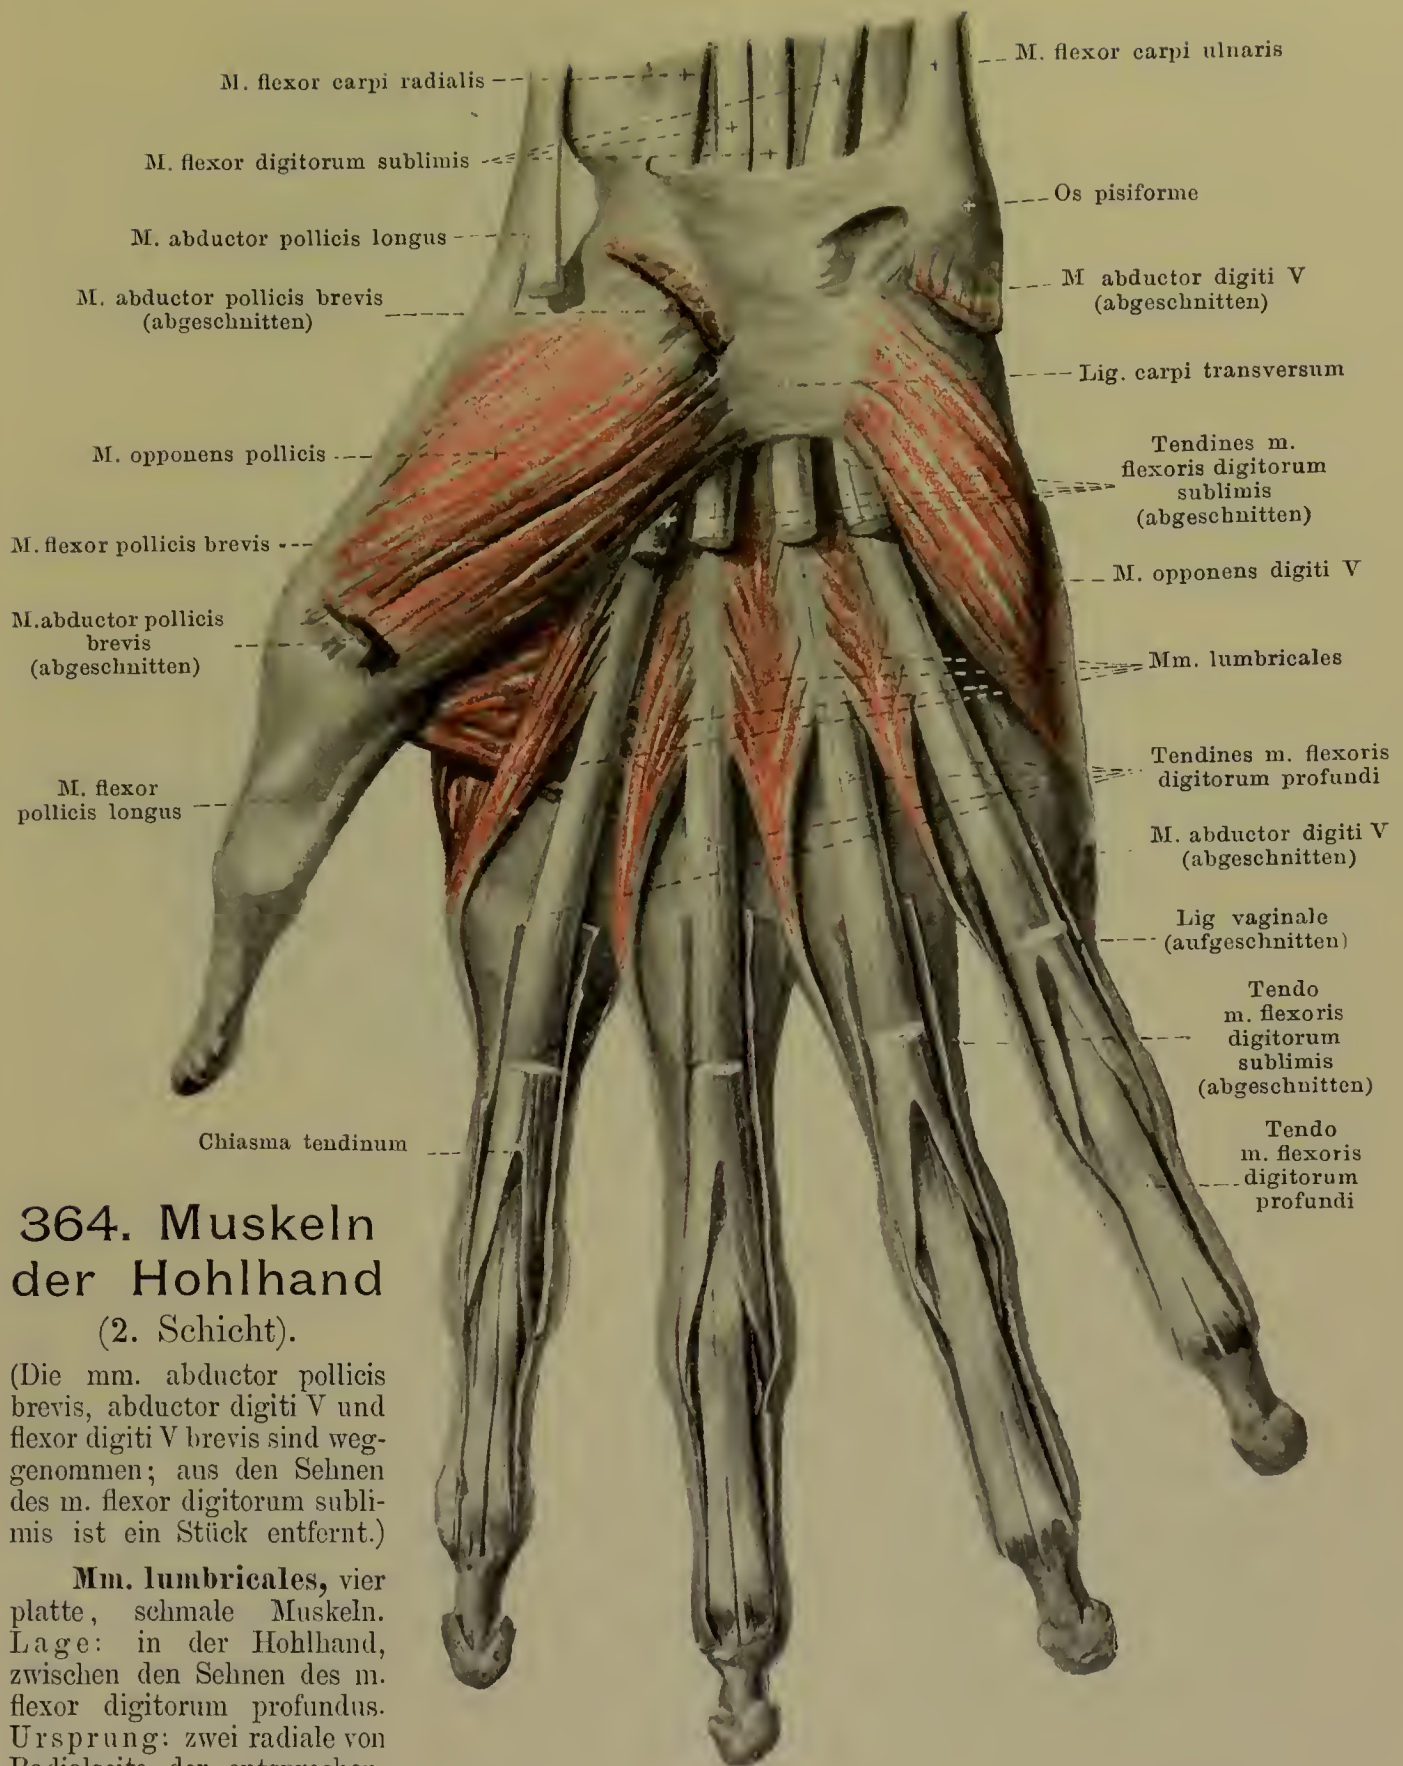 M. flexor carpi radialis
M. flexor digitorum sublimis
M. abductor pollicis longus
M. abductor pollicis brevis
(abgeschnitten)
M. opponens pollicis
M. flexor pollicis brevis
M. abductor pollicis
brevis
(abgeschnitten)
M. flexor
pollicis longus
Chiasma tendinum
M. flexor carpi ulnaris
Os pisiforme
M abductor digiti V
(abgeschnitten)
Lig. carpi transversum
Tendines m.
flexoris digitorum
sublimis
(abgeschnitten)
M. opponens digiti V
Mm. lumbricales
Tendines m. flexoris
digitorum profundi
M. abductor digiti V
(abgeschnitten)
Lig vaginale
(aufgeschnitten)
Tendo
m. flexoris
digitorum
sublimis
(abgeschnitten)
Tendo
m. flexoris
digitorum
profundi
364. Muskeln
der Hohlhand
(2. Schicht).
(Die mm. abductor pollicis
brevis, abductor digiti V und
flexor digiti V brevis sind weg-
genommen; aus den Sehnen
des m. flexor digitorum subli-
mis ist ein Stück entfernt.)
Mm. lumbricales, vier
platte, schmale Muskeln.
Lage: in der Hohlhand,
zwischen den Sehnen des m.
flexor digitorum profundus.
Ursprung: zwei radiale von